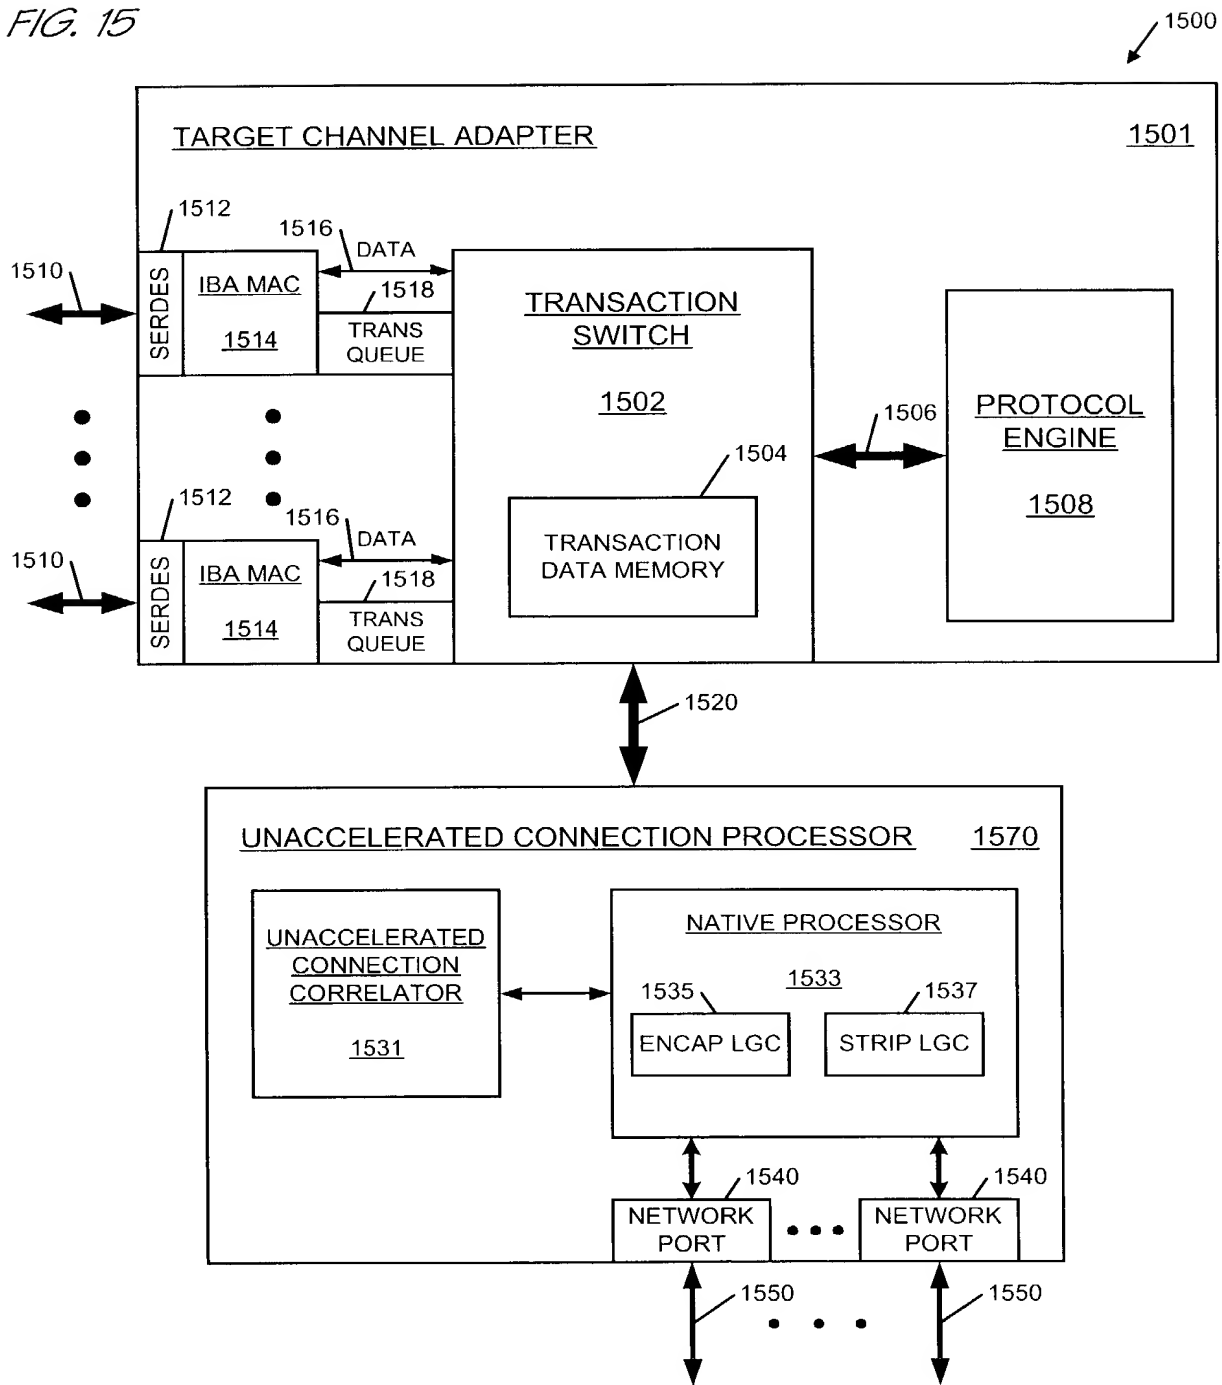 FIG. 15
1500
TARGET CHANNEL ADAPTER
1501
1512
1516
DATA
1510
SERDES
IBA MAC
1514
1518
TRANS
QUEUE
TRANSACTION
SWITCH
1502
1506
PROTOCOL
ENGINE
1508
1504
TRANSACTION
DATA MEMORY
1512
1516
DATA
1510
SERDES
IBA MAC
1514
1518
TRANS
QUEUE
1520
UNACCELERATED CONNECTION PROCESSOR
1570
UNACCELERATED
CONNECTION
CORRELATOR
1531
NATIVE PROCESSOR
1533
1535
ENCAP LGC
1537
STRIP LGC
1540
NETWORK
PORT
1540
NETWORK
PORT
1550
1550